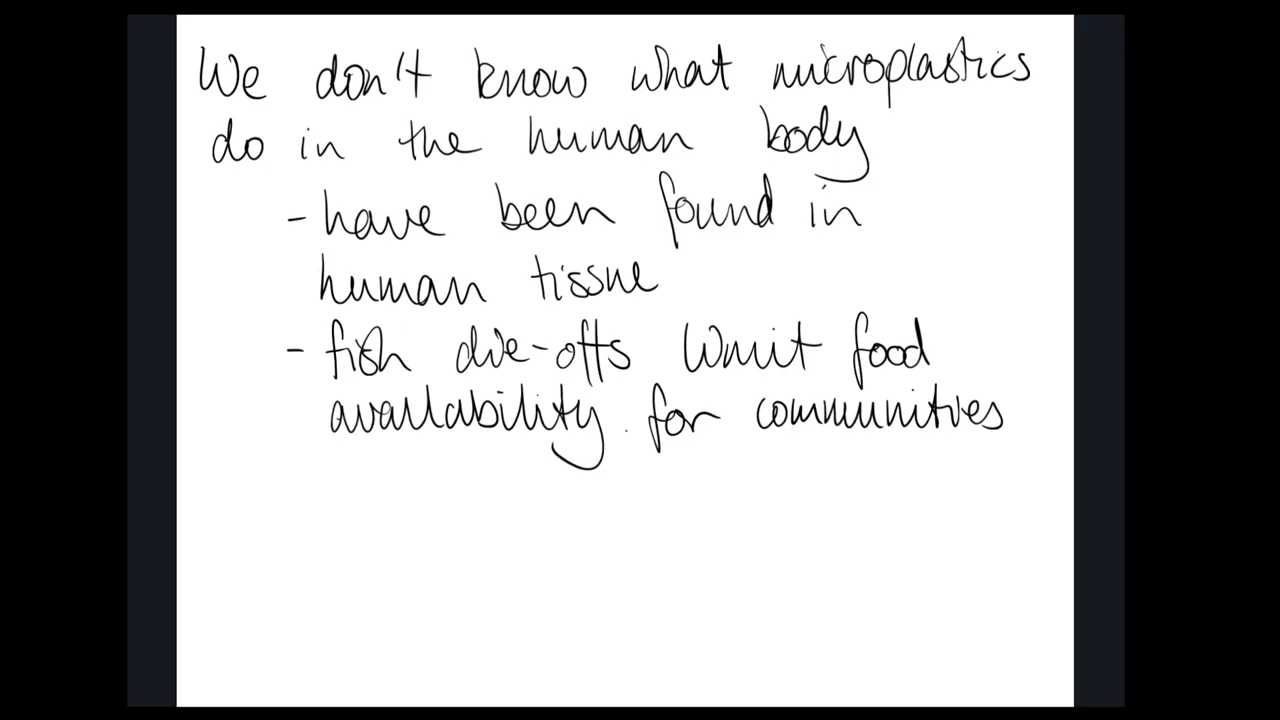 We don't know what microplastics
do in the human body
- have been found in
human tissue
- fish die-offs limit food
availability for communities